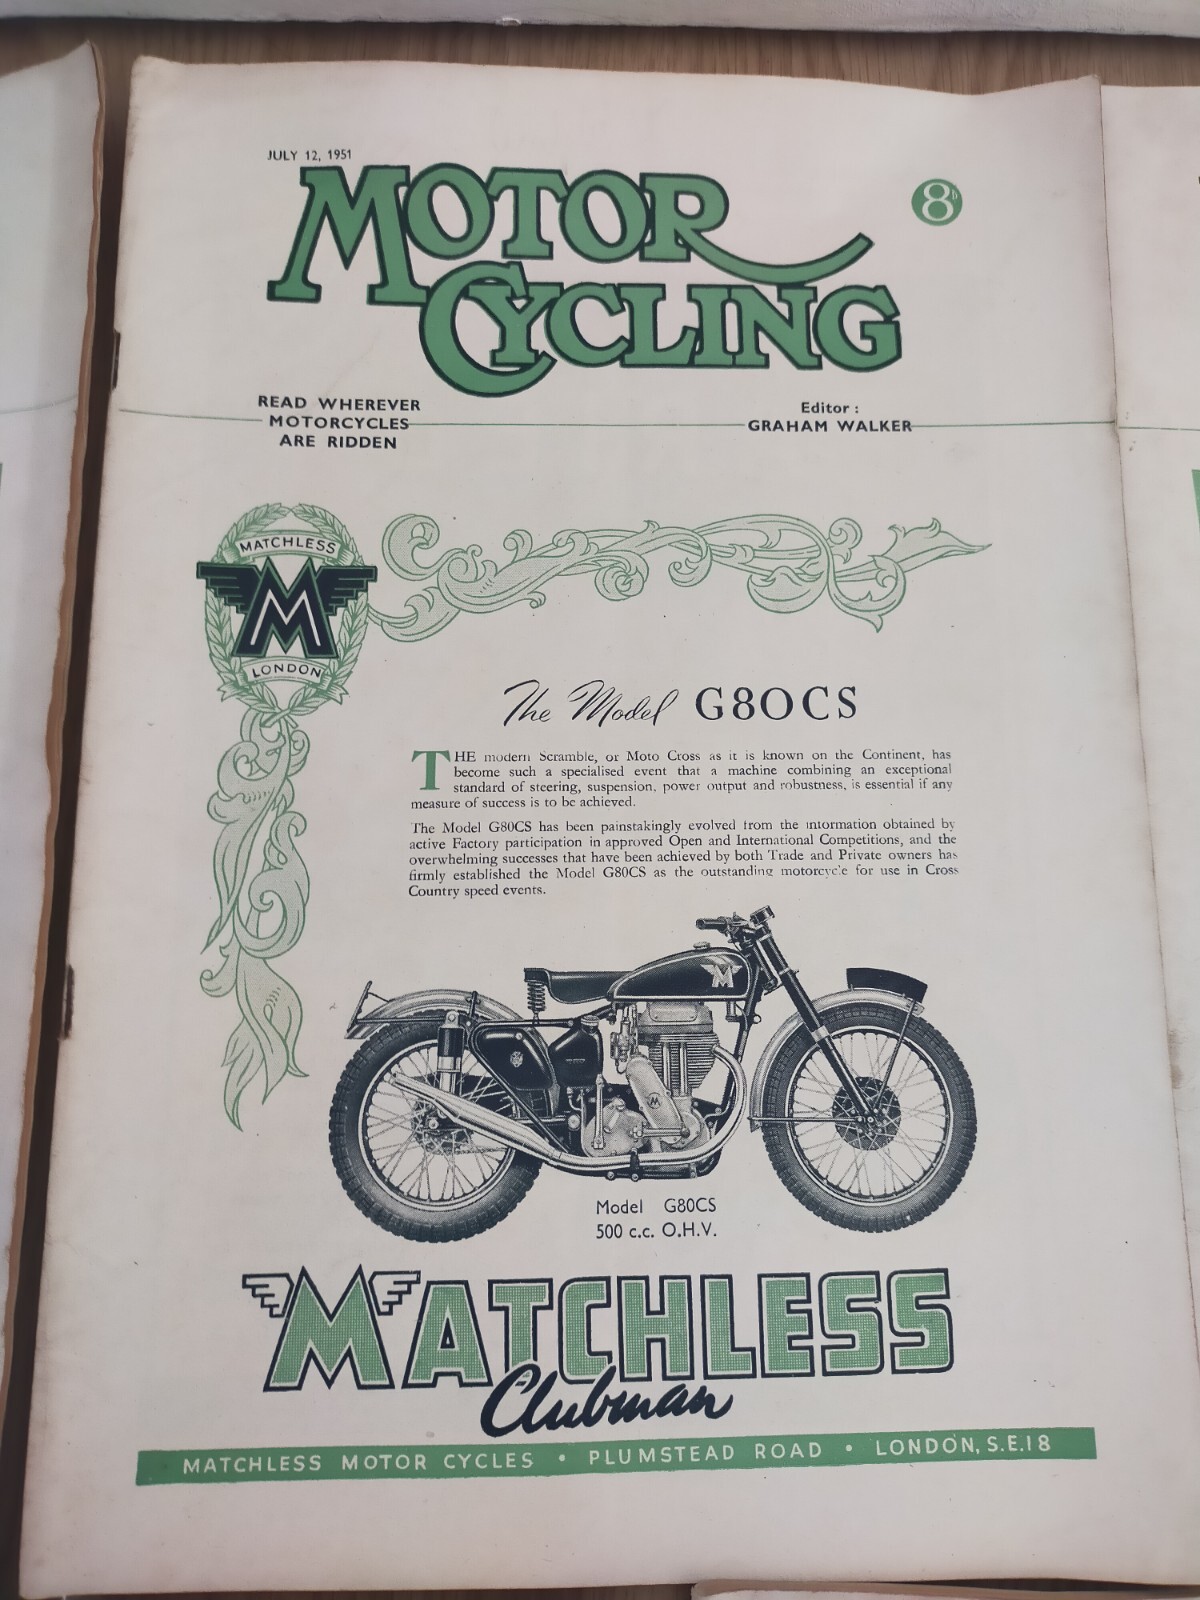 JULY 12, 1951
MOTOR
CYCLING
8D
READ WHEREVER
MOTORCYCLES
ARE RIDDEN
Editor :
GRAHAM WALKER
MATCHLESS
M
LONDON
The Model G80CS
THE modern Scramble, or Moto Cross as it is known on the Continent, has
become such a specialised event that a machine combining an exceptional
standard of steering, suspension, power output and robustness, is essential if any
measure of success is to be achieved.
The Model G80CS has been painstakingly evolved from the information obtained by
active Factory participation in approved Open and International Competitions, and the
overwhelming successes that have been achieved by both Trade and Private owners has
firmly established the Model G80CS as the outstanding motorcycle for use in Cross
Country speed events.
M
M
Model G80CS
500 c.c. O.H.V.
MATCHLESS
Clubman
MATCHLESS MOTOR CYCLES • PLUMSTEAD ROAD • LONDON, S.E.18